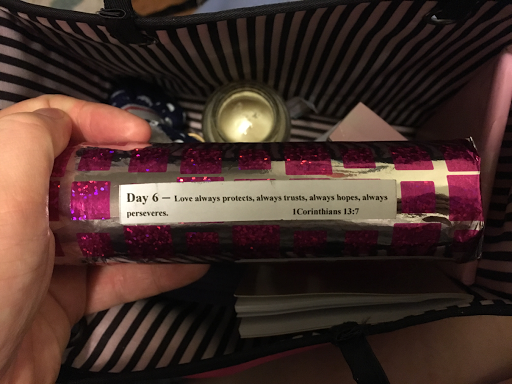 Day 6 — Love always protects, always trusts, always hopes, always
perseveres. 1Corinthians 13:7